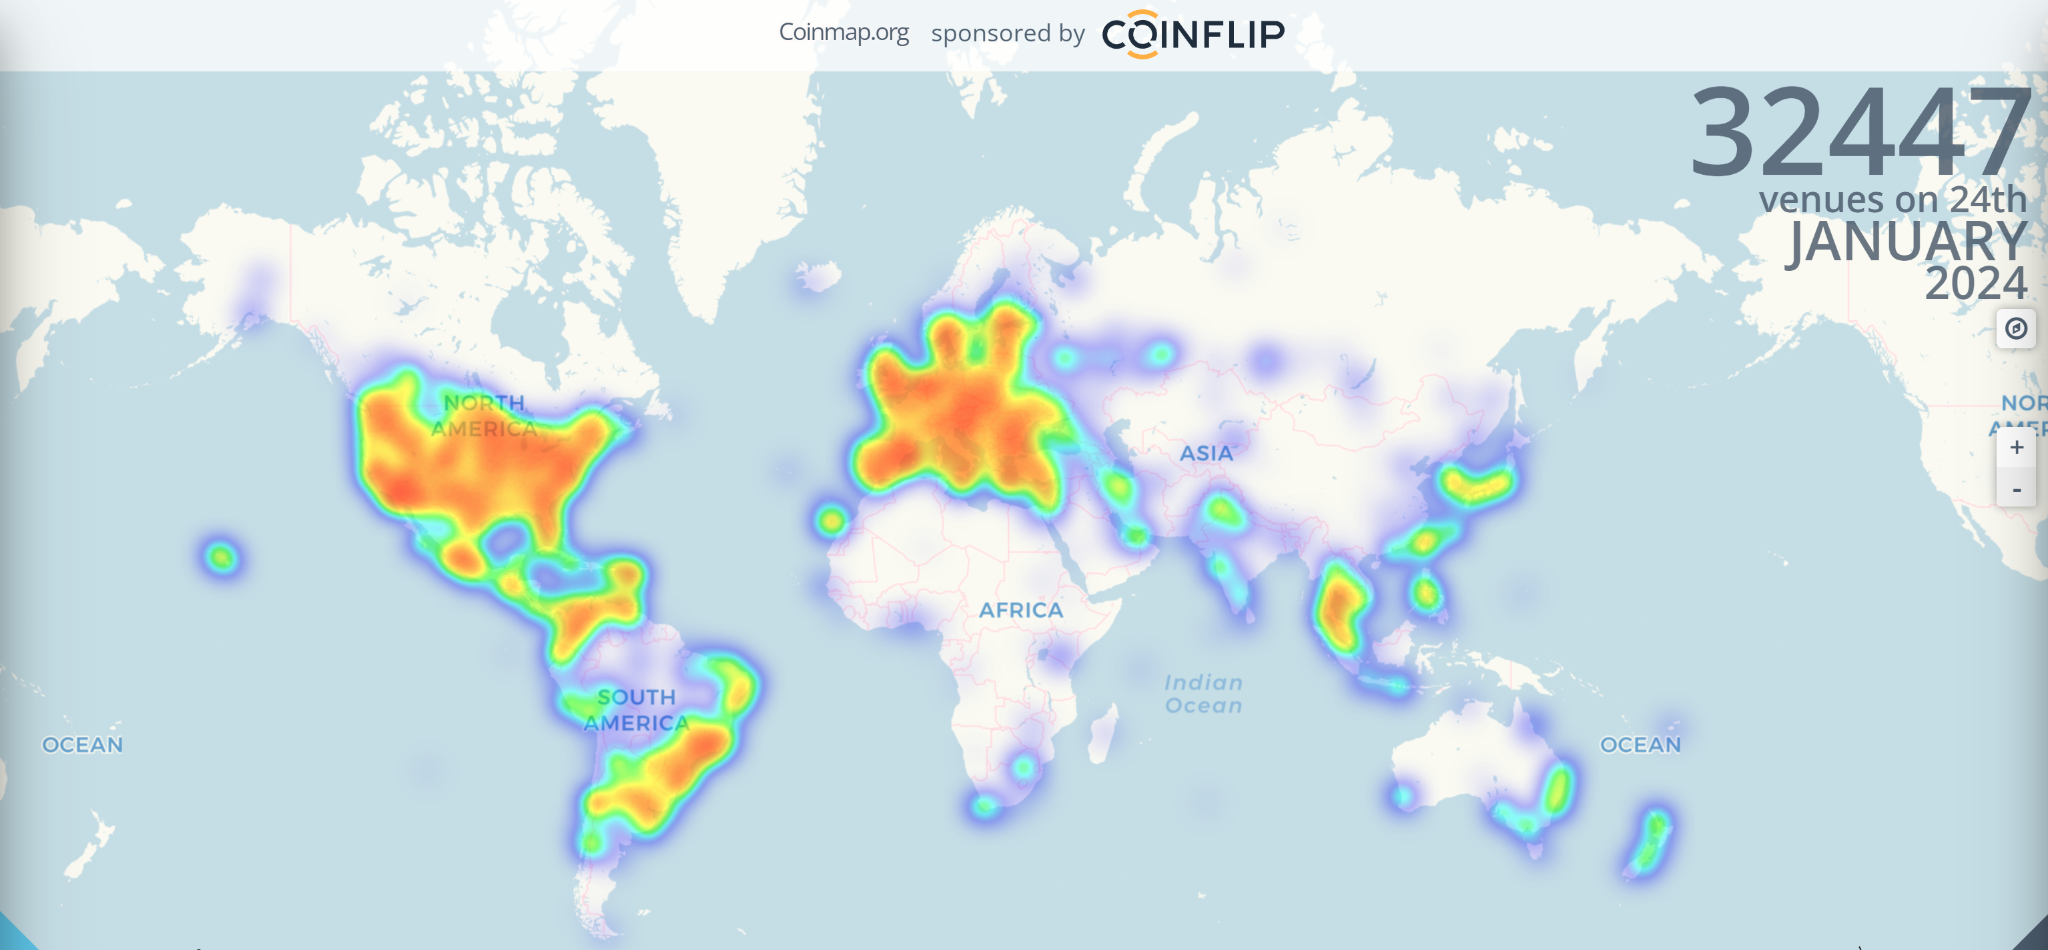 Coinmap.org sponsored by COINFLIP
32447
venues on 24th
JANUARY
2024
NORTH
AMERICA
NOR
AMER
+
-
ASIA
AFRICA
Indian
Ocean
SOUTH
AMERICA
OCEAN
OCEAN